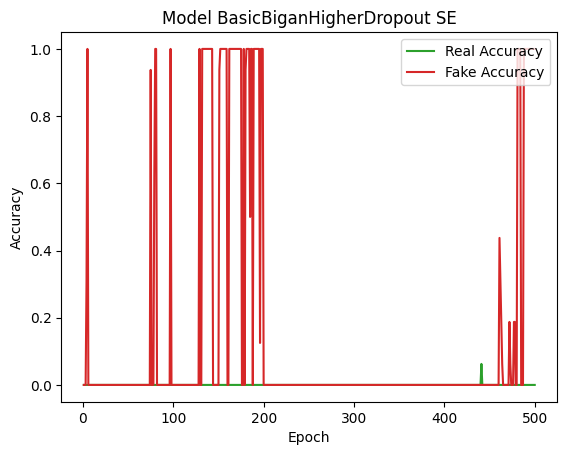 Model BasicBiganHigherDropout SE
Real Accuracy
Fake Accuracy
1.0
0.8
0.6
0.4
0.2
0.0
Accuracy
0
100
200
300
400
500
Epoch